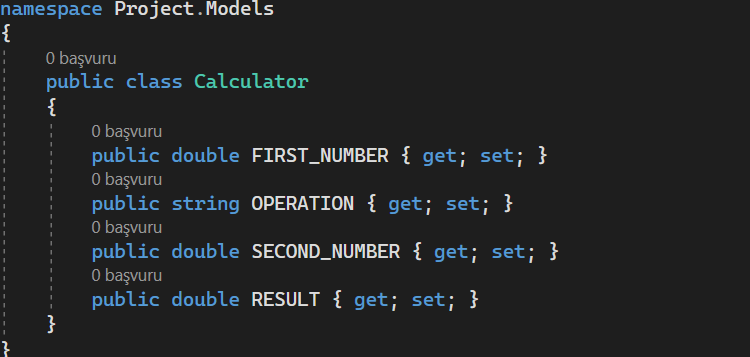 namespace Project.Models
{
0 başvuru
public class Calculator
{
0 başvuru
public double FIRST_NUMBER { get; set; }
0 başvuru
public string OPERATION { get; set; }
0 başvuru
public double SECOND_NUMBER { get; set; }
0 başvuru
public double RESULT { get; set; }
}
}